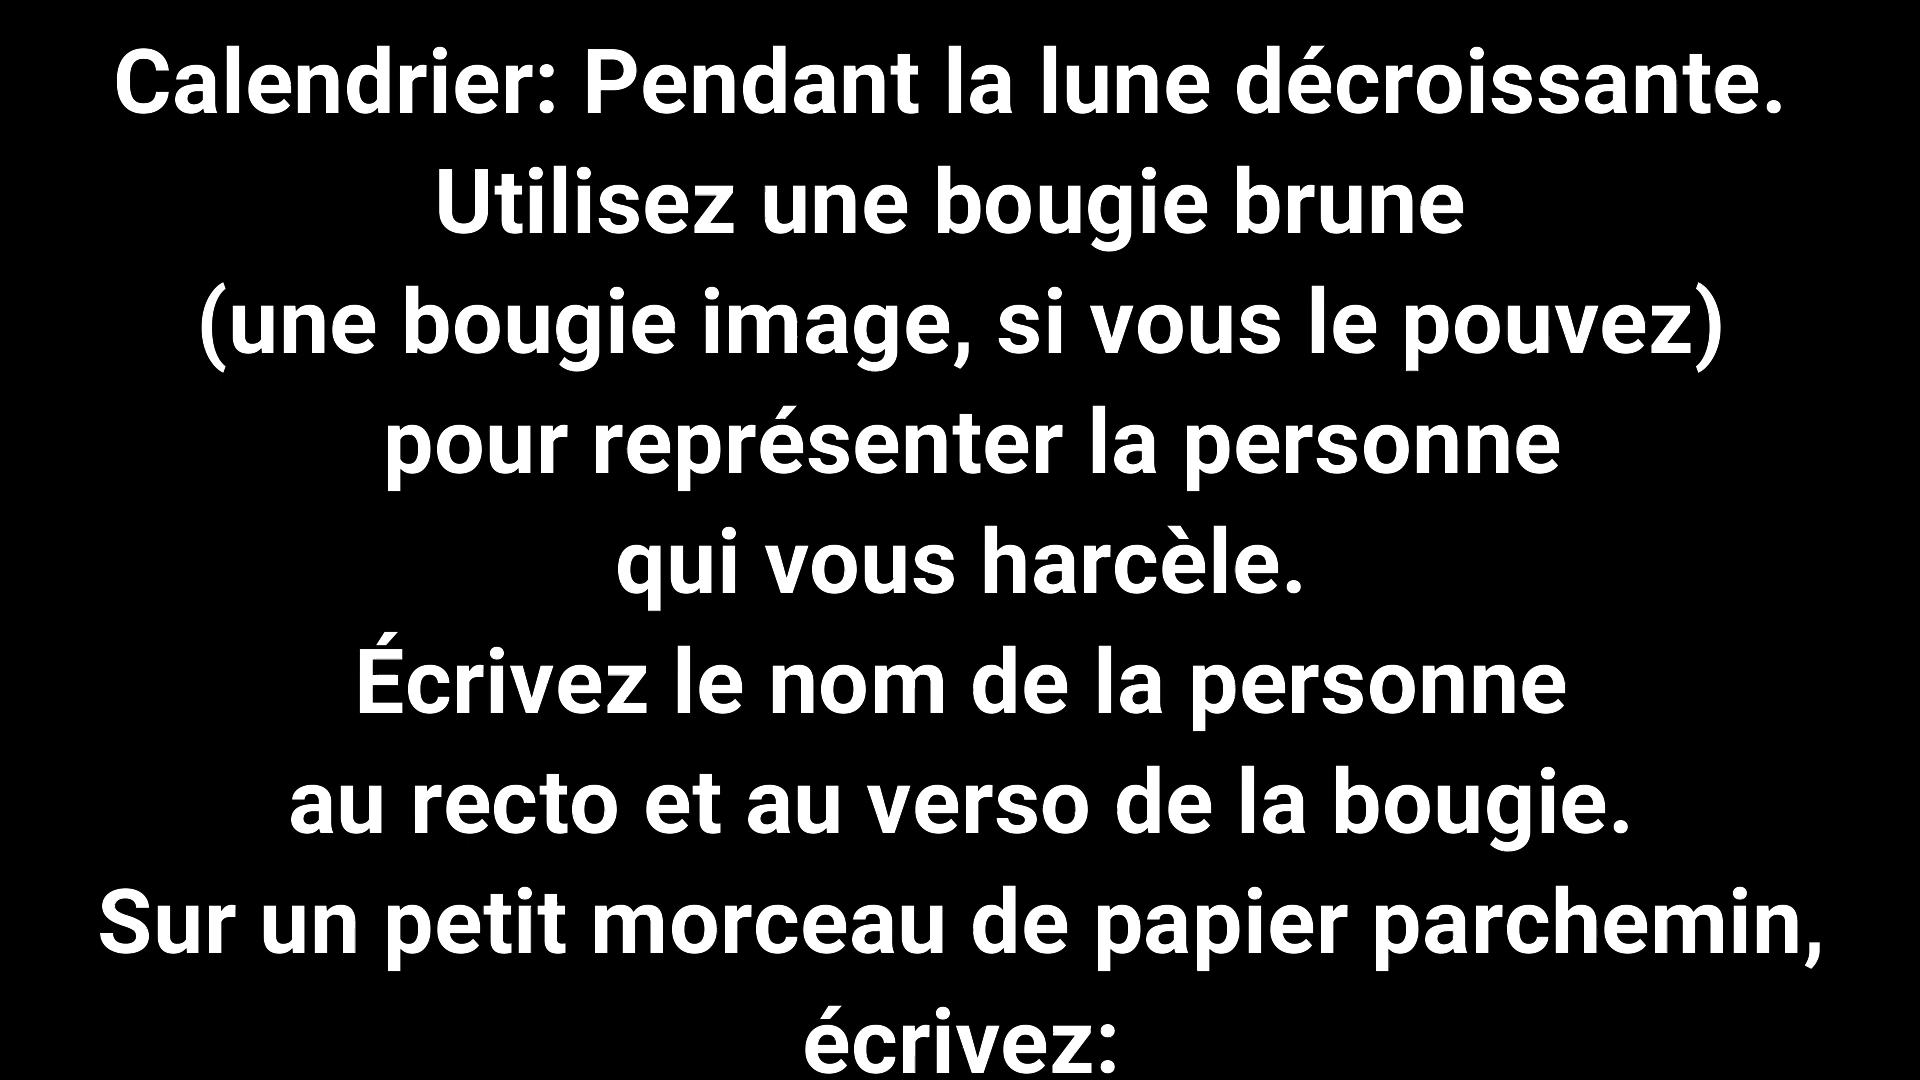 Calendrier: Pendant la lune décroissante.
Utilisez une bougie brune
(une bougie image, si vous le pouvez)
pour représenter la personne
qui vous harcèle.
Écrivez le nom de la personne
au recto et au verso de la bougie.
Sur un petit morceau de papier parchemin,
écrivez: